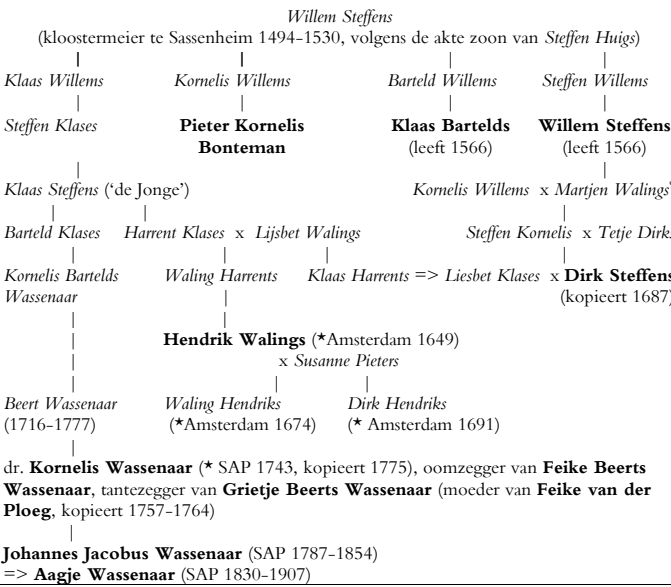 Willem Steffens
(kloostermeier te Sassenheim 1494-1530, volgens de akte zoon van Steffen Huigs)
Klaas Willems Kornelis Willems Barteld Willems Steffen Willems
Steffen Klases Pieter Kornelis Klaas Bartelds Willem Steffens
Bonteman (leeft 1566) (leeft 1566)
Klaas Steffens (‘de Jonge’) Kornelis Willems x Martjen Walings
Barteld Klases Harrent Klases x Lijsbet Walings Steffen Kornelis x Tetje Dirks
Kornelis Bartelds Waling Harrents Klaas Harrents => Liesbet Klases x Dirk Steffens
Wassenaar (kopieert 1687)
Hendrik Walings (★Amsterdam 1649)
x Susanne Pieters
Beert Wassenaar Waling Hendriks Dirk Hendriks
(1716-1777) (★Amsterdam 1674) (★ Amsterdam 1691)
dr. Kornelis Wassenaar (★ SAP 1743, kopieert 1775), oomzegger van Feike Beerts
Wassenaar, tantezegger van Grietje Beerts Wassenaar (moeder van Feike van der
Ploeg, kopieert 1757-1764)
Johannes Jacobus Wassenaar (SAP 1787-1854)
=> Aagje Wassenaar (SAP 1830-1907)